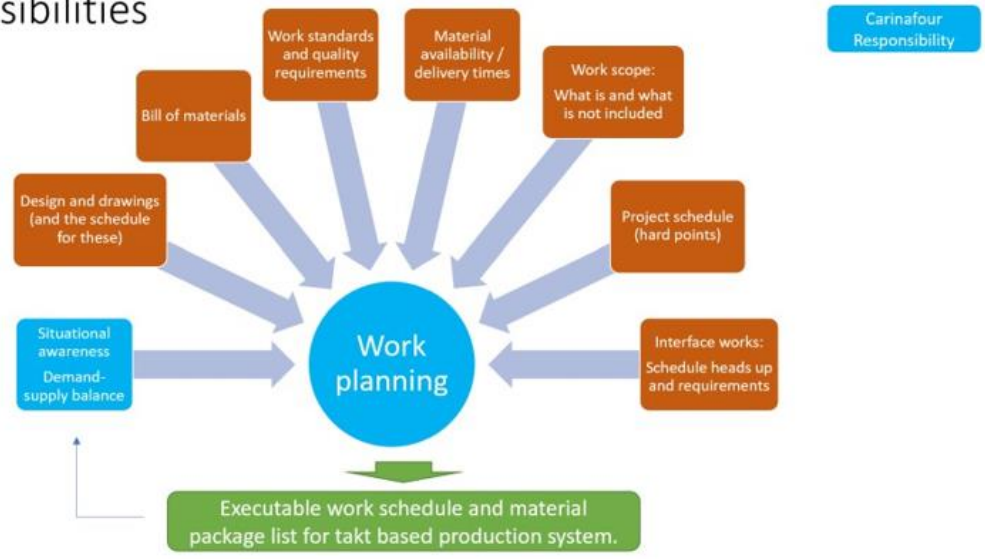 sibilities
Carinafour
Responsibility
Work standards
and quality
requirements
Material
availability /
delivery times
Work scope:
What is and what
is not included
Bill of materials
Design and drawings
(and the schedule
for these)
Project schedule
(hard points)
Situational
awareness
Demand-
supply balance
Work
planning
Interface works:
Schedule heads up
and requirements
Executable work schedule and material
package list for takt based production system.